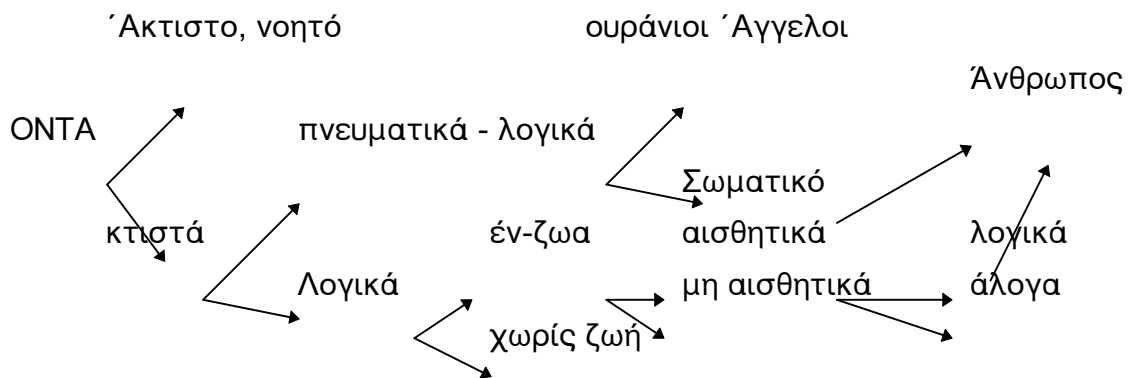 ΄Ακτιστο, νοητό ουράνιοι ΄Αγγελοι
Άνθρωπος
ΟΝΤΑ πνευματικά - λογικά
Σωματικό
κτιστά έν-ζωα αισθητικά λογικά
Λογικά μη αισθητικά άλογα
χωρίς ζωή